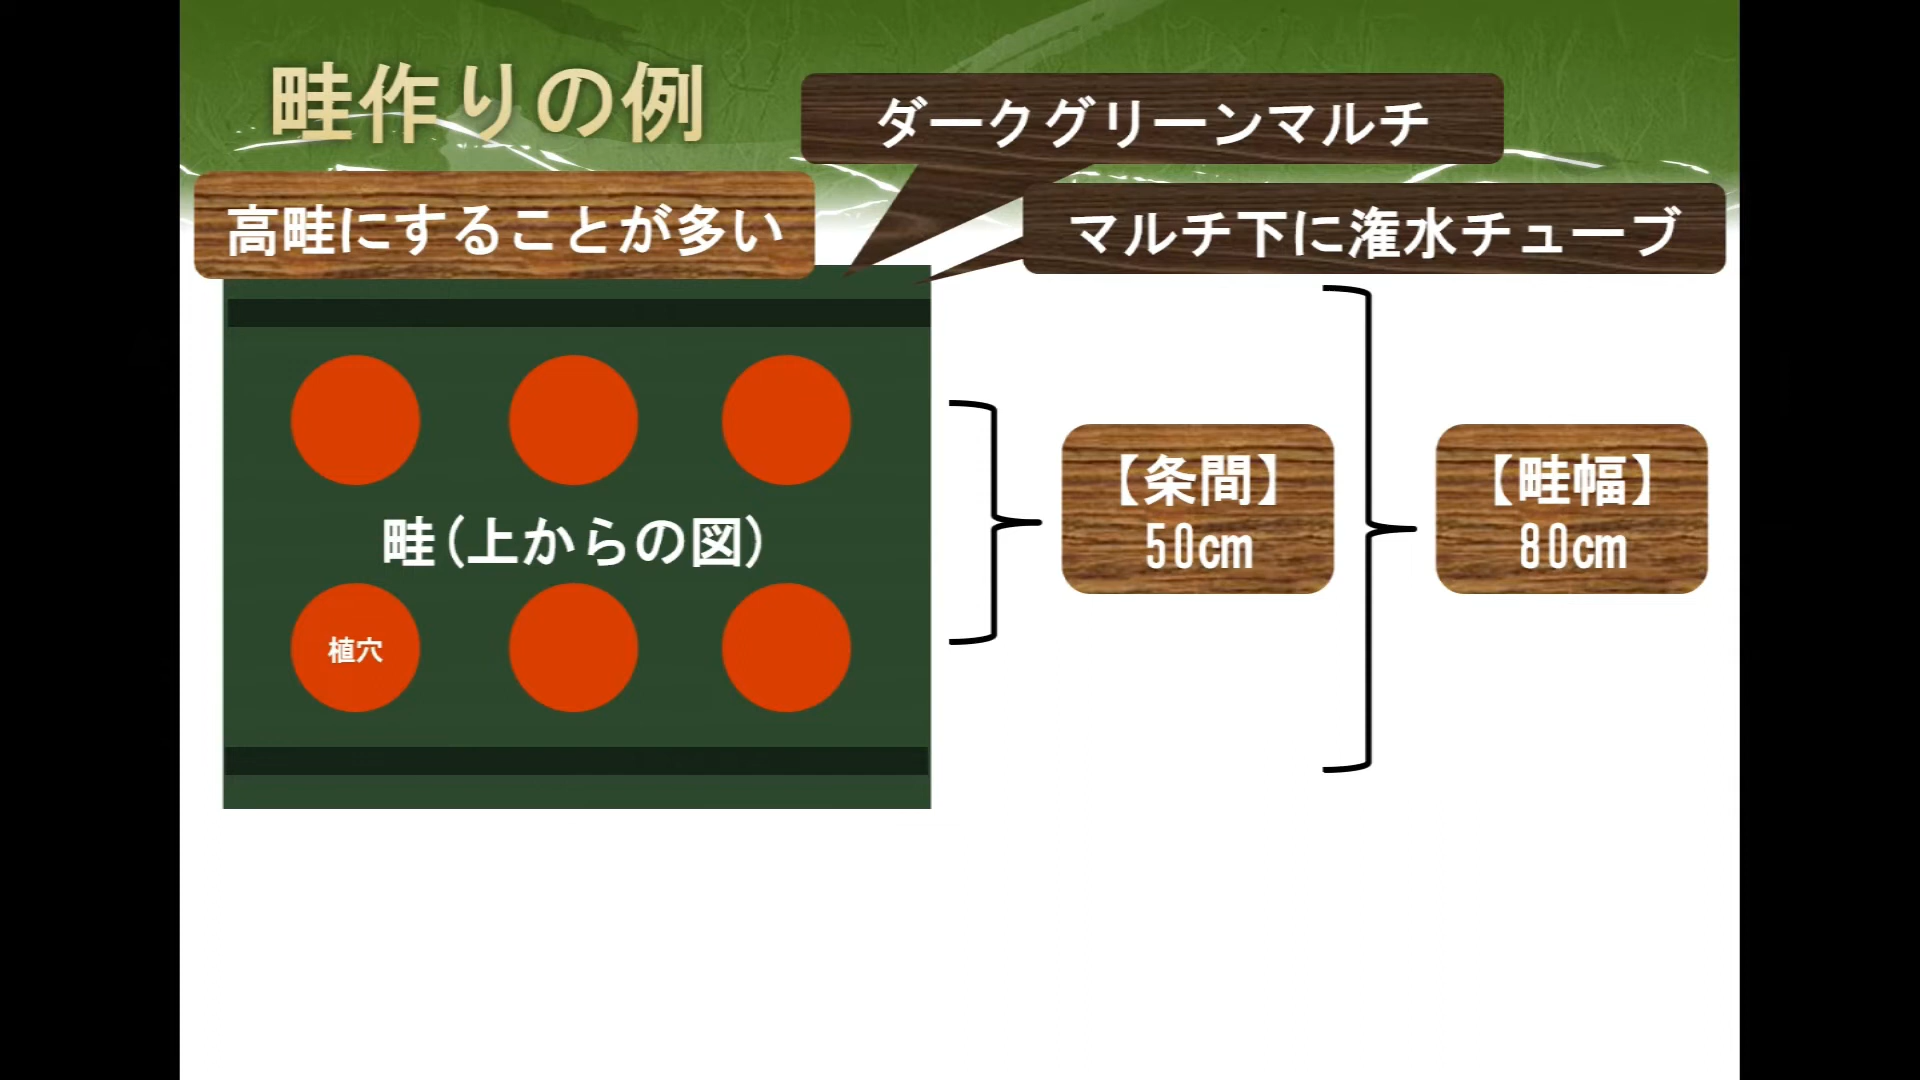 畦作りの例
ダークグリーンマルチ
高畦にすることが多い
マルチ下に潅水チューブ
畦(上からの図)
植穴
【条間】
50cm
【畦幅】
80cm